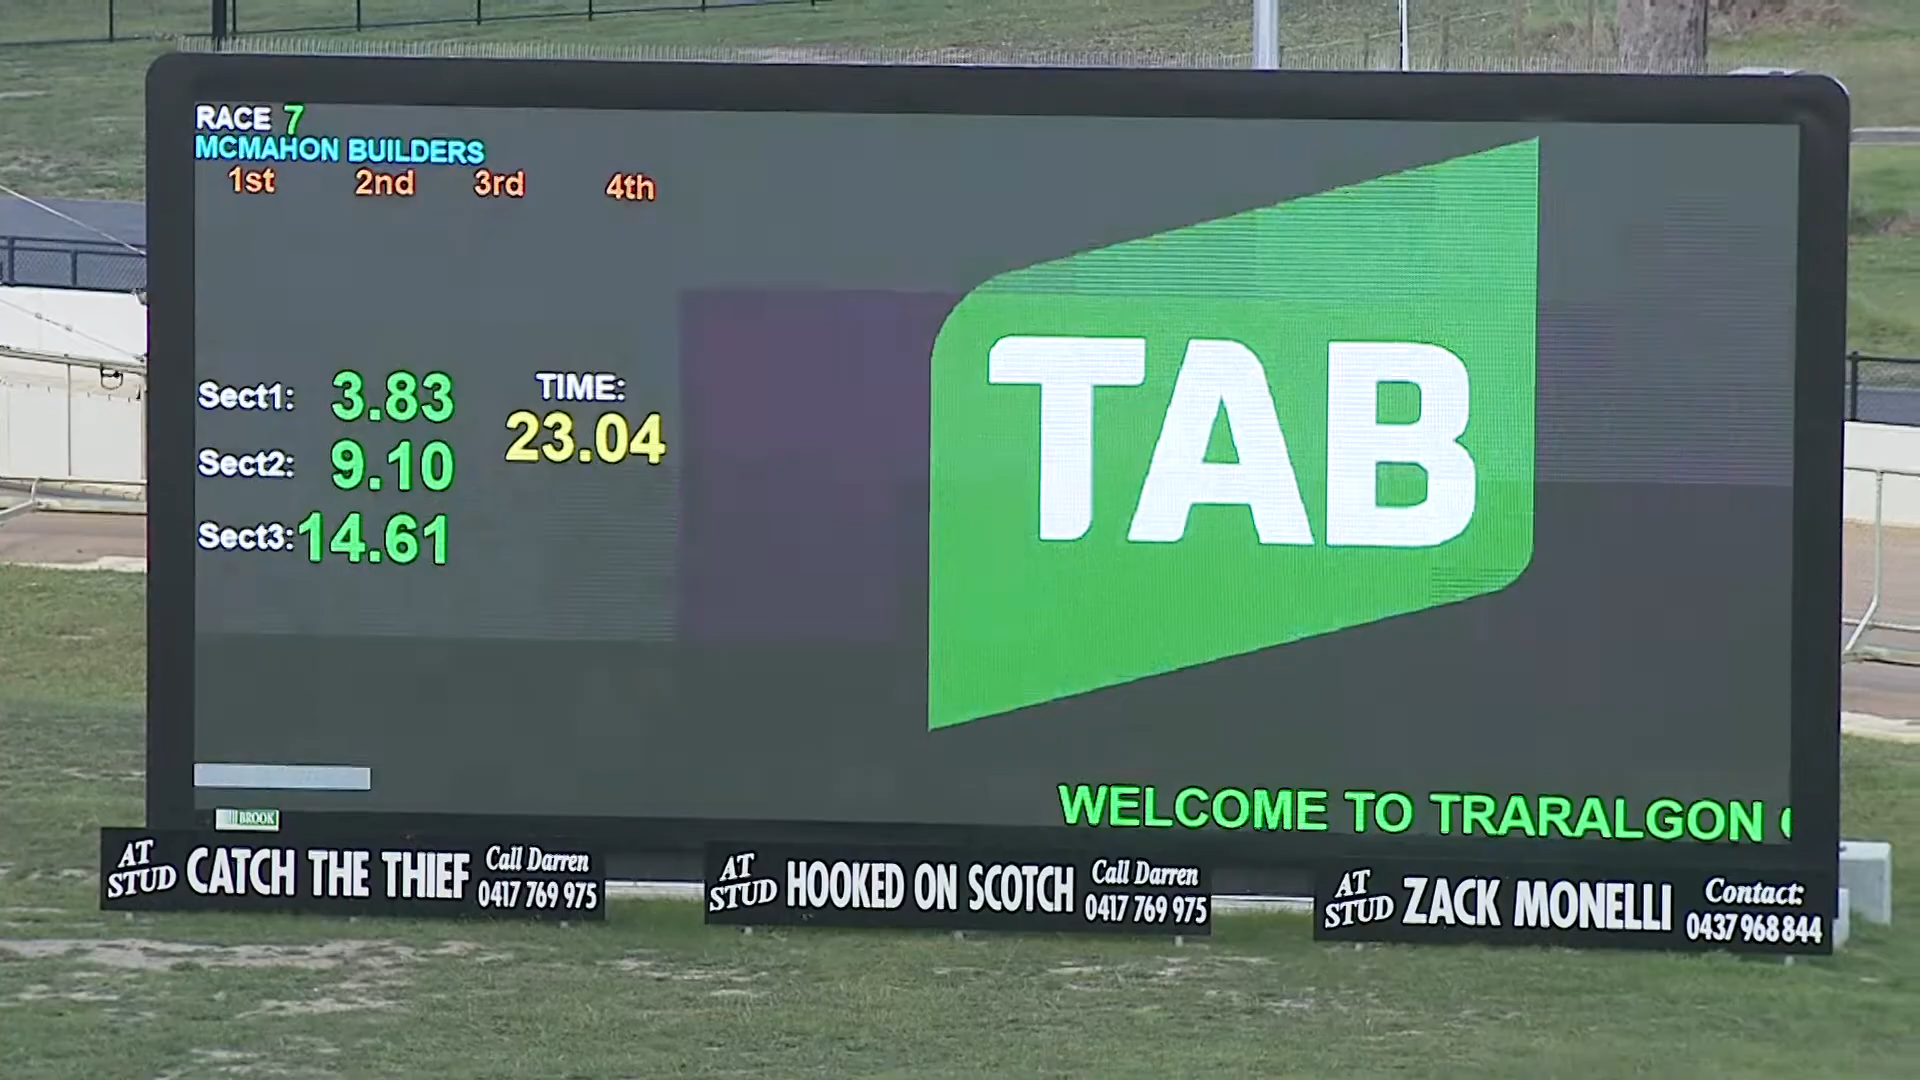 RACE 7
MCMAHON BUILDERS
1st 2nd 3rd 4th
Sect1: 3.83
Sect2: 9.10
Sect3: 14.61
TIME:
23.04
TAB
WELCOME TO TRARALGON
BROOK
AT STUD CATCH THE THIEF Call Darren 0417 769 975
AT STUD HOOKED ON SCOTCH Call Darren 0417 769 975
AT STUD ZACK MONELLI Contact: 0437 968 844